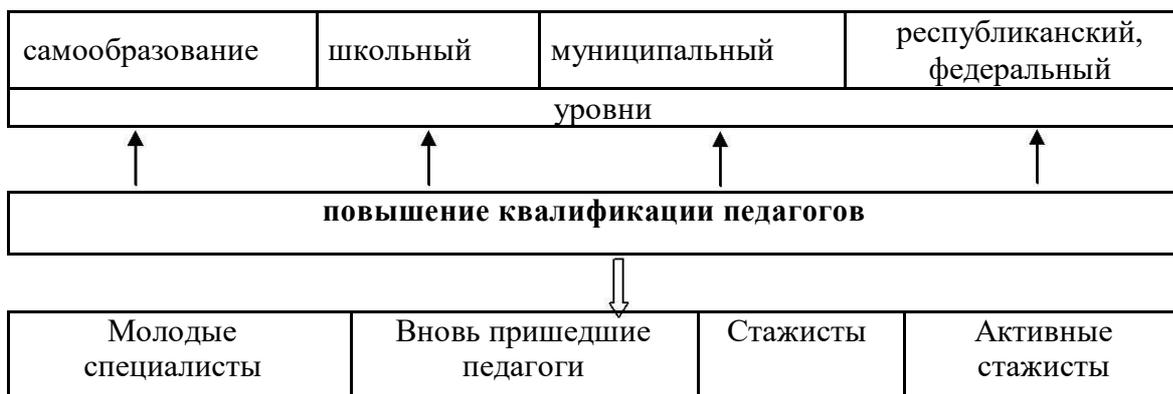 самообразование
школьный
муниципальный
республиканский,
федеральный
уровни
повышение квалификации педагогов
Молодые
специалисты
Вновь пришедшие
педагоги
Стажисты
Активные
стажисты